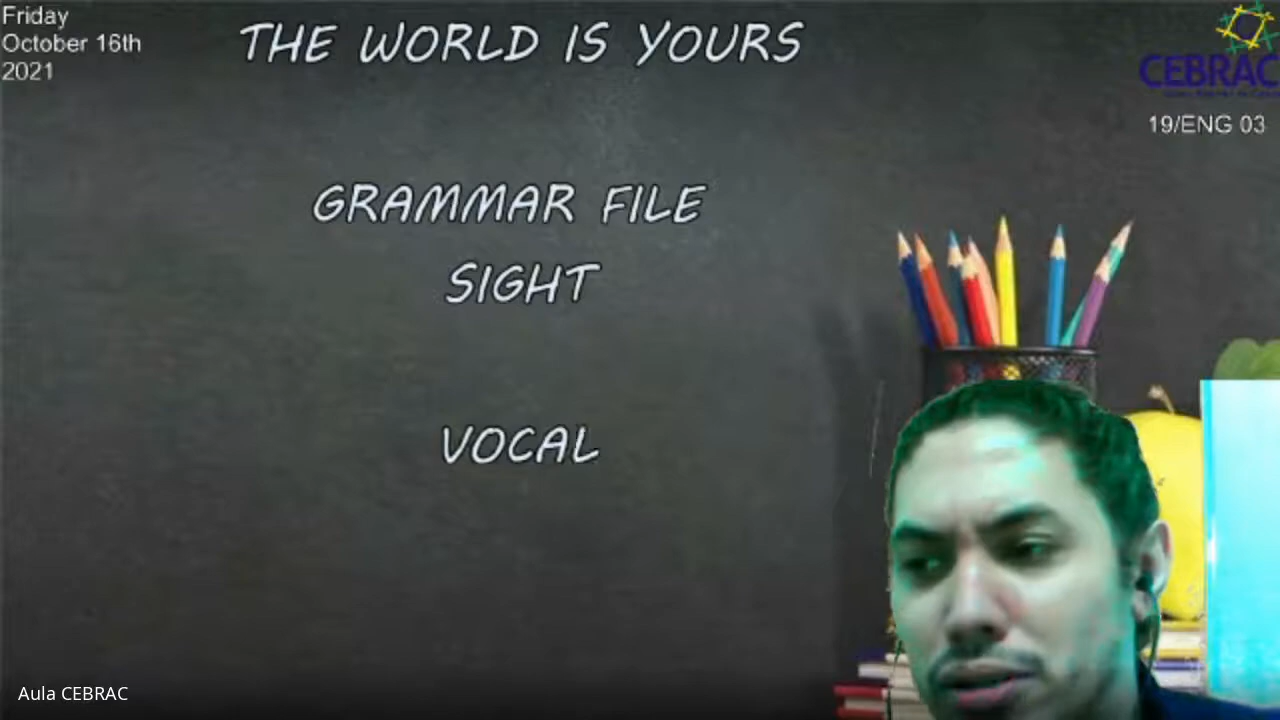 Friday
October 16th
2021
THE WORLD IS YOURS
CEBRAC
19/ENG 03
GRAMMAR FILE
SIGHT
VOCAL
Aula CEBRAC